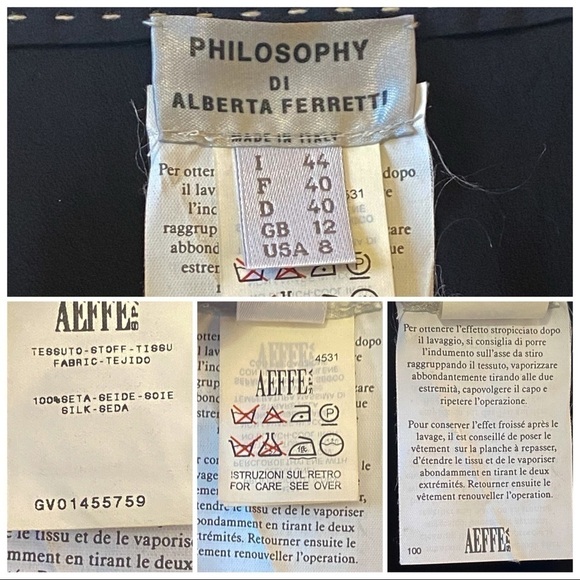 PHILOSOPHY
DI
ALBERTA FERRETTI
MADE IN ITALY
Per otten
dopo
il lav
l'inc
raggrup
abbond
estrer
531
I 44
F 40
D 40
GB 12
USA 8
AEFFE SPA
TESSUTO-STOFF-TISSU
FABRIC-TEJIDO
100%SETA-SEIDE-SOIE
SILK-SEDA
GV01455759
e le tissu et de le vaporise
mment en tirant le deux
4531
AEFFE SPA
ISTRUZIONI SUL RETRO
FOR CARE SEE OVER
tendre le tissu et de le vaporiser
bondamment en tirant le deux
trémités. Retourner ensuite le
ement renouveller l'operation.
Per ottenere l'effetto stropicciato dopo
il lavaggio, si consiglia di porre
l'indumento sull'asse da stiro
raggruppando il tessuto, vaporizzare
abbondantemente tirando alle due
estremità, capovolgere il capo e
ripetere l'operazione.
Pour conserver l'effet froissé après le
lavage, il est conseillé de poser le
vêtement sur la planche à repasser,
d'étendre le tissu et de le vaporiser
abondamment en tirant le deux
extrémités. Retourner ensuite le
vêtement renouveller l'operation.
100
AEFFE SPA